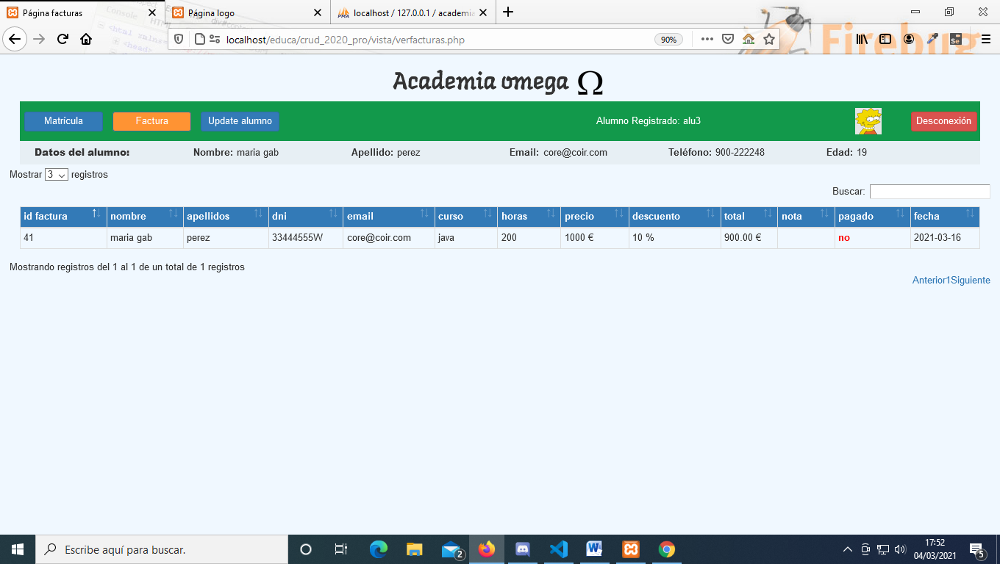 Página facturas
Página logo
localhost / 127.0.0.1 / academia
localhost/educa/crud_2020_pro/vista/verfacturas.php
90%
Firebug
Academia omega Ω
Matrícula Factura Update alumno Alumno Registrado: alu3 Desconexión
Datos del alumno: Nombre: maria gab Apellido: perez Email: core@coir.com Teléfono: 900-222248 Edad: 19
Mostrar 3 registros
Buscar:
id factura nombre apellidos dni email curso horas precio descuento total nota pagado fecha
41 maria gab perez 33444555W core@coir.com java 200 1000 € 10 % 900.00 € no 2021-03-16
Mostrando registros del 1 al 1 de un total de 1 registros
Anterior1Siguiente
Escribe aquí para buscar.
2
17:52
04/03/2021
5